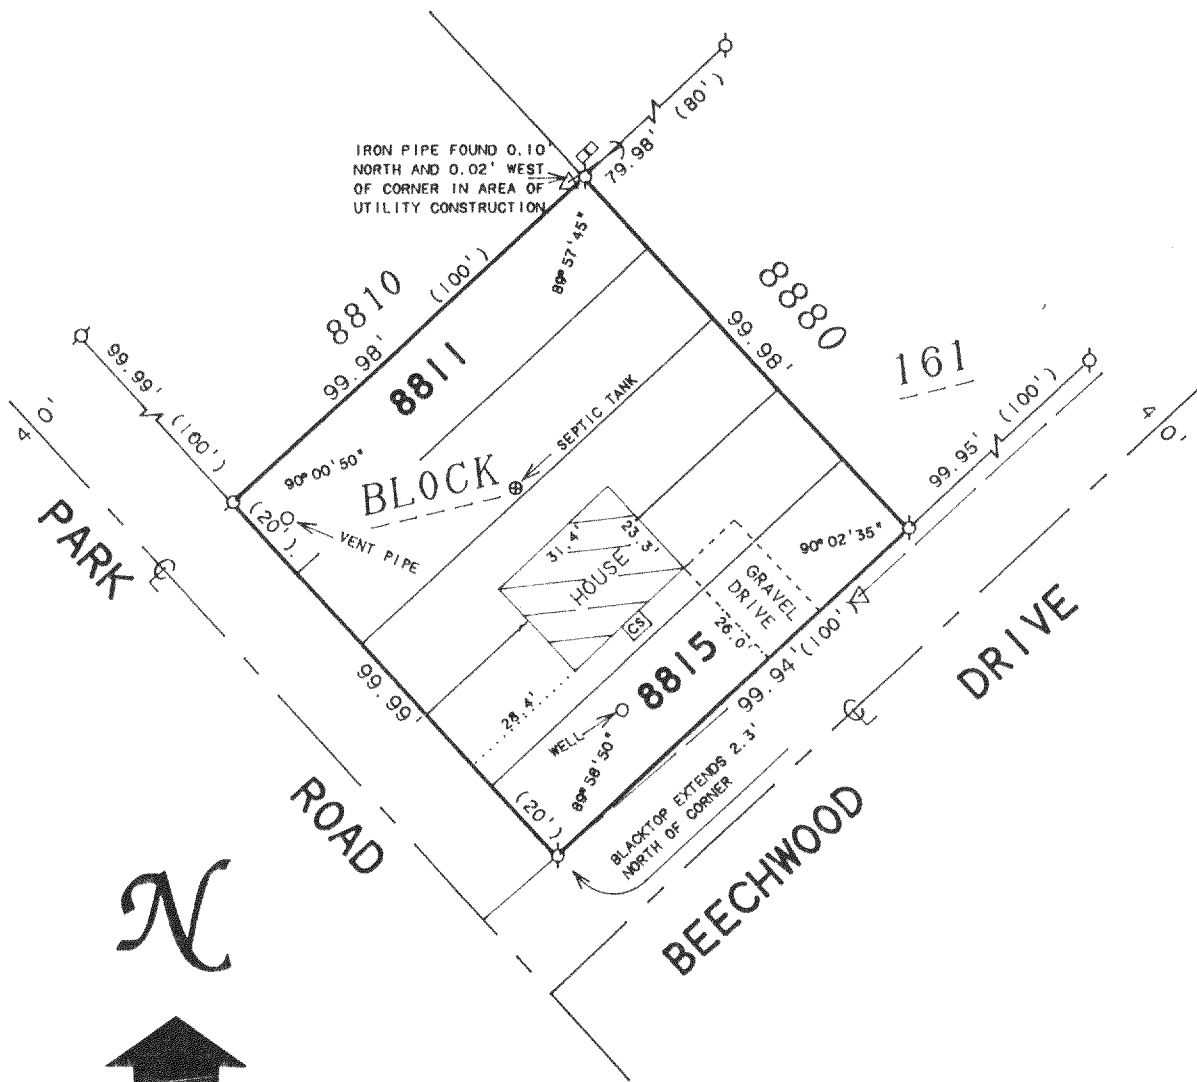 (80')
79.98'
IRON PIPE FOUND 0.10'
NORTH AND 0.02' WEST
OF CORNER IN AREA OF
UTILITY CONSTRUCTION
89°57'45"
(100')
8810
99.98'
8811
8880
99.98'
161
99.99'
(100')
40'
(100')
99.95'
40'
90°00'50"
BLOCK
SEPTIC TANK
(20')
VENT PIPE
PARK
℄
31.4'
23.3'
HOUSE
CS
GRAVEL
DRIVE
90°02'35"
26.0'
8815
99.94' (100')
DRIVE
99.99'
28.4'
WELL
89°58'50"
(20')
℄
BLACKTOP EXTENDS 2.3'
NORTH OF CORNER
ROAD
BEECHWOOD
N